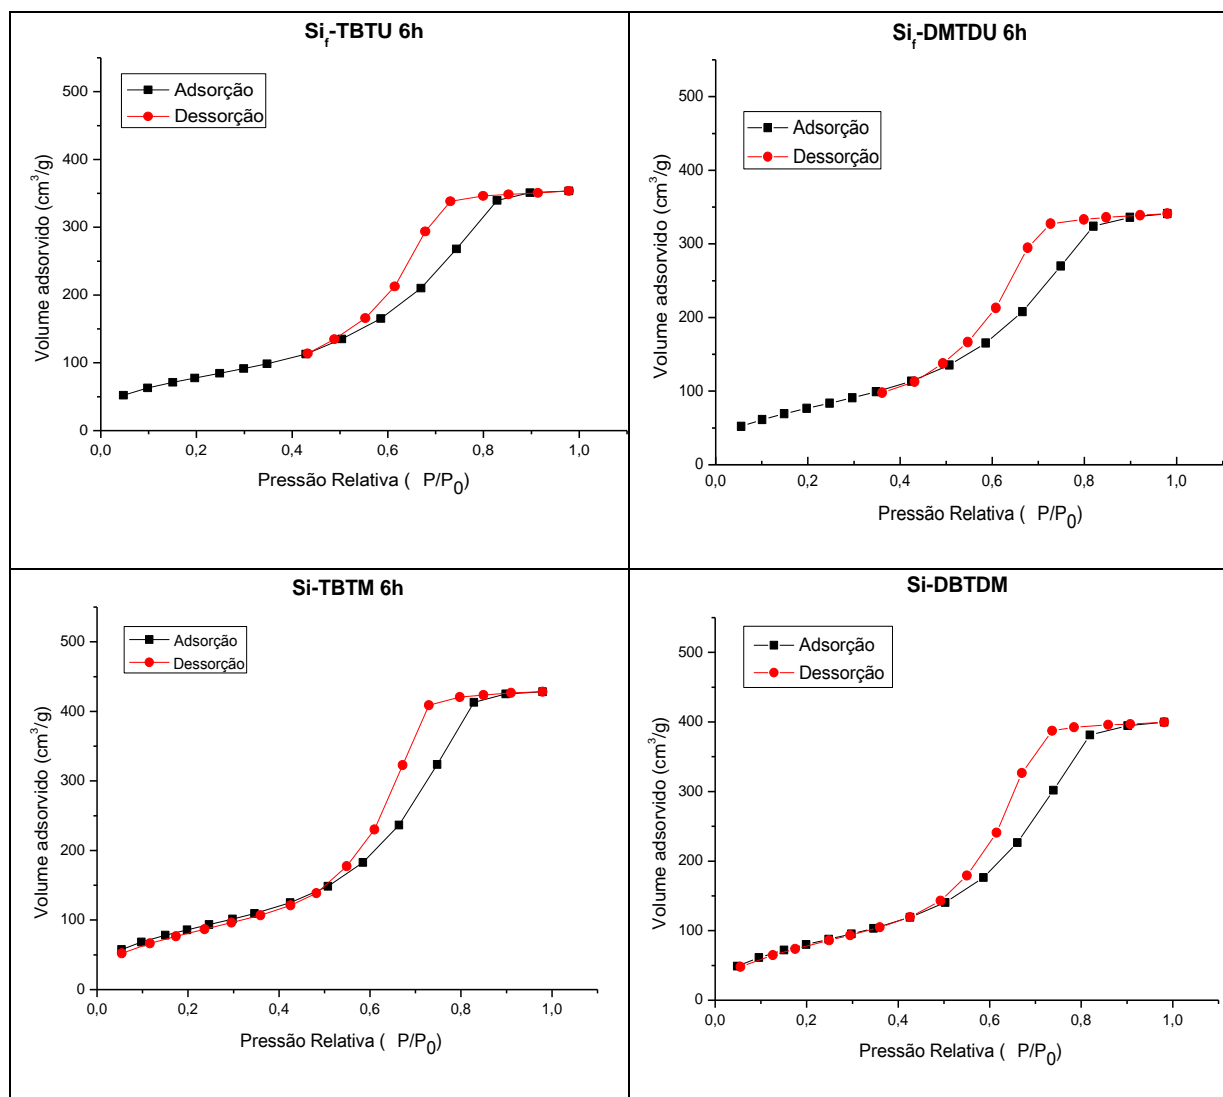 Si_f-TBTU 6h
Adsorção
Dessorção
500
400
300
200
100
0
0,0 0,2 0,4 0,6 0,8 1,0
Volume adsorvido (cm³/g)
Pressão Relativa ( P/P₀)
Si_f-DMTDU 6h
Adsorção
Dessorção
500
400
300
200
100
0
0,0 0,2 0,4 0,6 0,8 1,0
Volume adsorvido (cm³/g)
Pressão Relativa ( P/P₀)
Si-TBTM 6h
Adsorção
Dessorção
500
400
300
200
100
0
0,0 0,2 0,4 0,6 0,8 1,0
Volume adsorvido (cm³/g)
Pressão Relativa ( P/P₀)
Si-DBTDM
Adsorção
Dessorção
500
400
300
200
100
0
0,0 0,2 0,4 0,6 0,8 1,0
Volume adsorvido (cm³/g)
Pressão Relativa ( P/P₀)